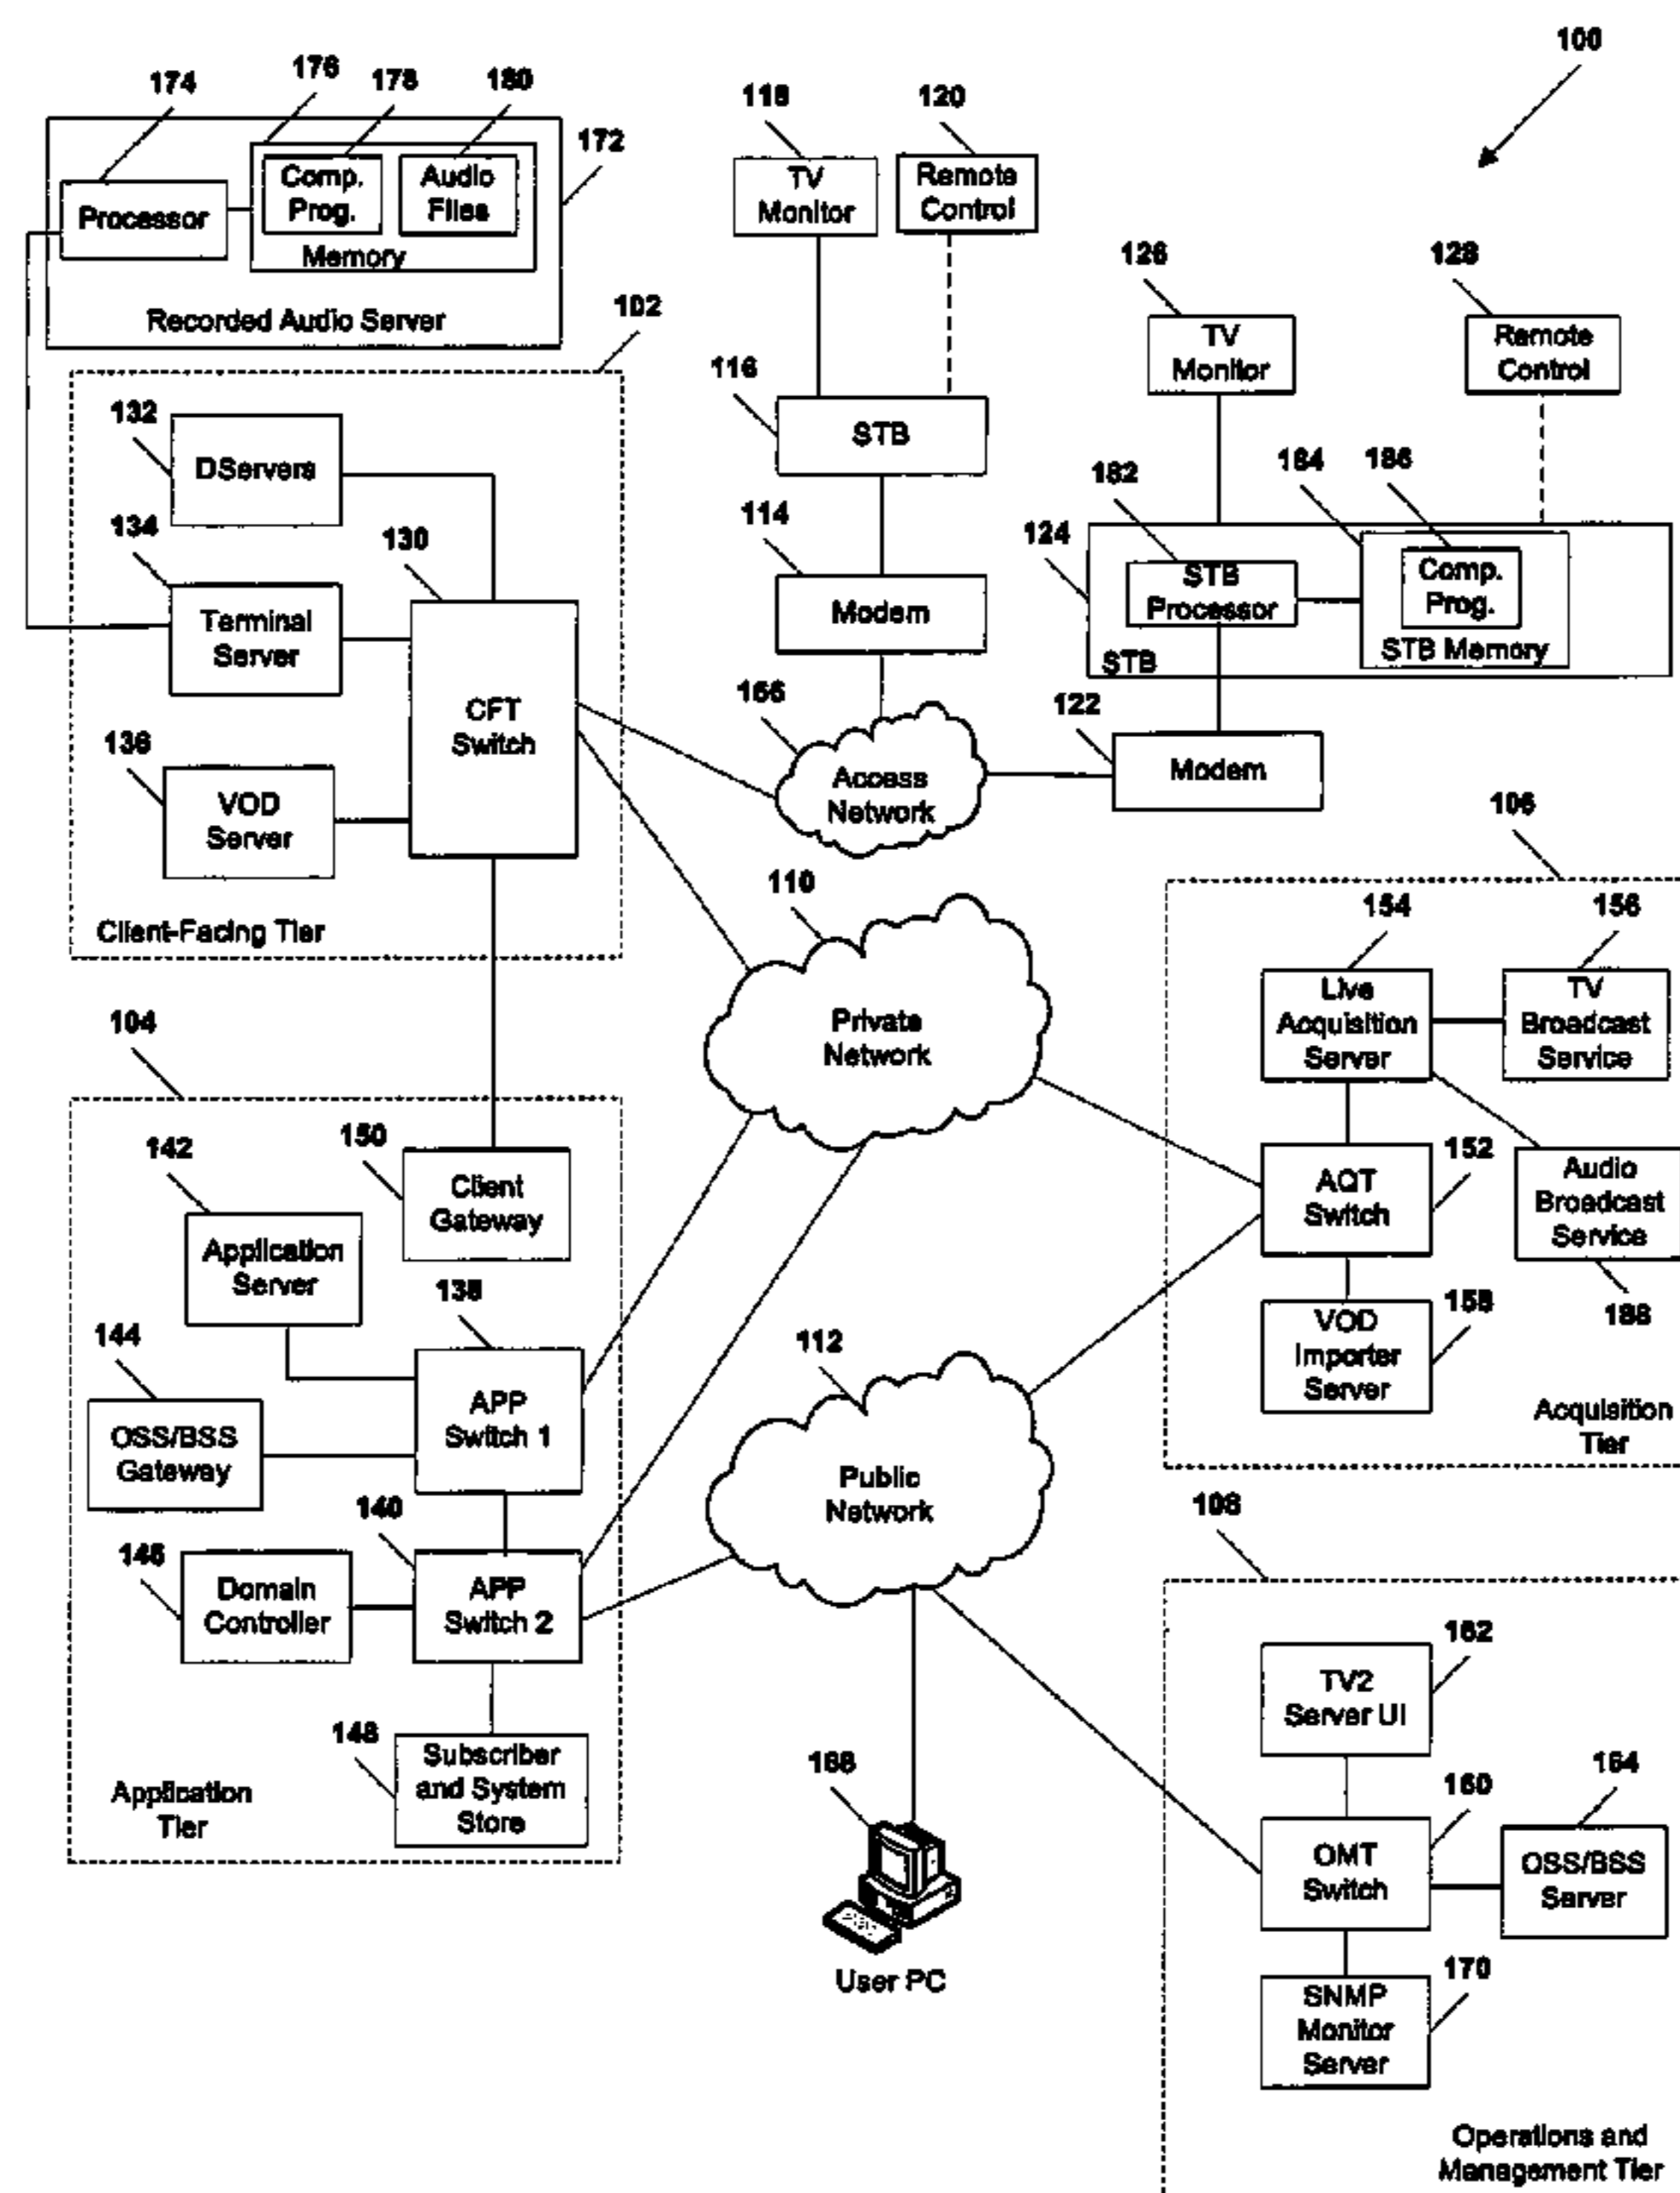 100
174
176
178
180
172
Processor
Comp.
Prog.
Audio
Files
Memory
Recorded Audio Server
118
120
TV
Monitor
Remote
Control
126
128
TV
Monitor
Remote
Control
102
116
STB
132
DServers
134
130
Terminal
Server
CFT
Switch
136
VOD
Server
Client-Facing Tier
114
Modem
182
184
186
124
STB
Processor
Comp.
Prog.
STB Memory
STB
166
Access
Network
122
Modem
110
Private
Network
106
154
156
Live
Acquisition
Server
TV
Broadcast
Service
152
AQT
Switch
Audio
Broadcast
Service
188
158
VOD
Importer
Server
Acquisition
Tier
104
142
150
Client
Gateway
Application
Server
138
144
APP
Switch 1
OSS/BSS
Gateway
140
146
Domain
Controller
APP
Switch 2
148
Subscriber
and System
Store
Application
Tier
112
Public
Network
168
User PC
108
162
TV2
Server UI
160
164
OMT
Switch
OSS/BSS
Server
170
SNMP
Monitor
Server
Operations and
Management Tier